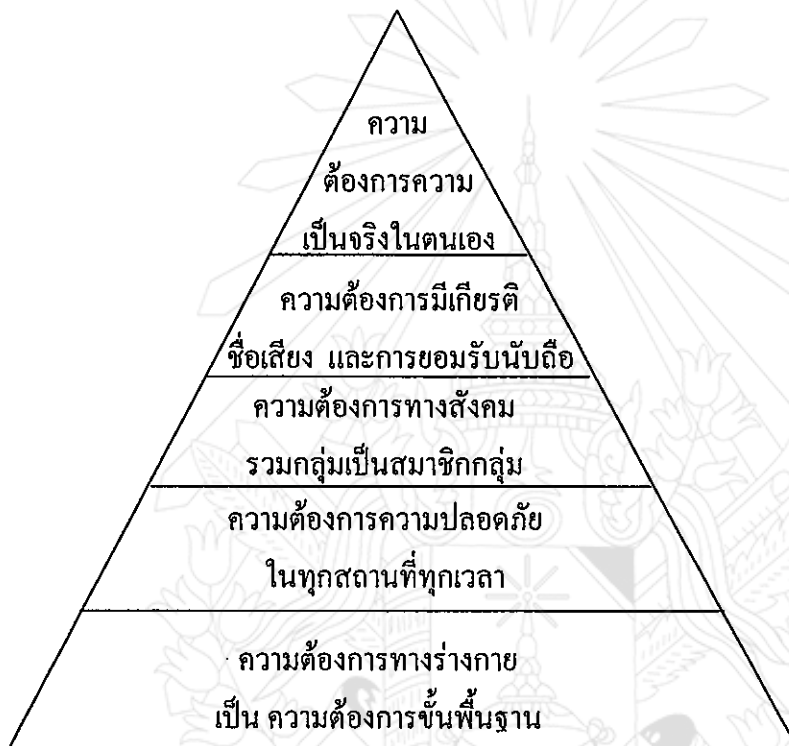 ความ
ต้องการความ
เป็นจริงในตนเอง
ความต้องการมีเกียรติ
ชื่อเสียง และการยอมรับนับถือ
ความต้องการทางสังคม
รวมกลุ่มเป็นสมาชิกกลุ่ม
ความต้องการความปลอดภัย
ในทุกสถานที่ทุกเวลา
ความต้องการทางร่างกาย
เป็น ความต้องการขั้นพื้นฐาน